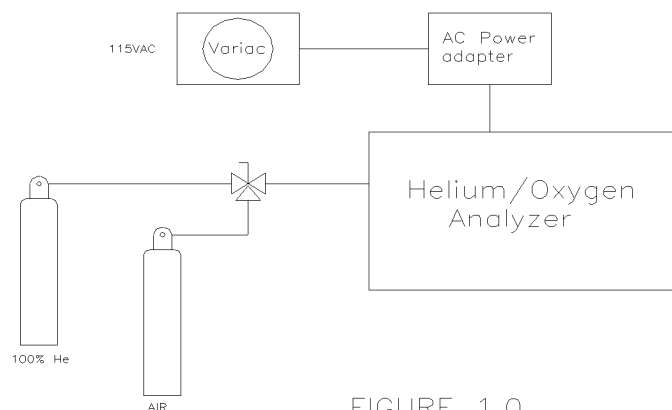 115VAC
Variac
AC Power
adapter
Helium/Oxygen
Analyzer
100% He
AIR
FIGURE 1.0